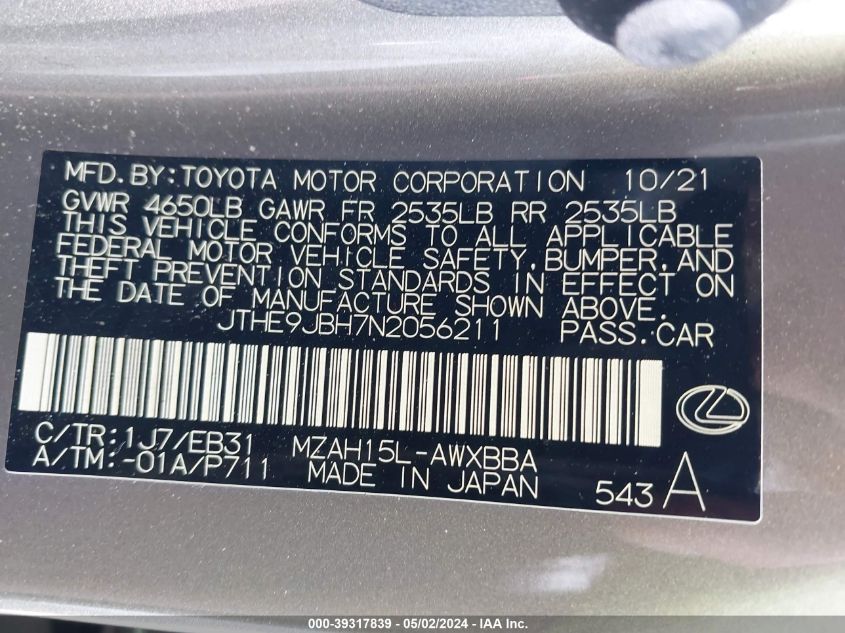 MFD. BY: TOYOTA MOTOR CORPORATION 10/21
GVWR 4650LB GAWR FR 2535LB RR 2535LB
THIS VEHICLE CONFORMS TO ALL APPLICABLE
FEDERAL MOTOR VEHICLE SAFETY, BUMPER, AND
THEFT PREVENTION STANDARDS IN EFFECT ON
THE DATE OF MANUFACTURE SHOWN ABOVE.
JTHE9JBH7N2056211 PASS. CAR
C/TR: 1J7/EB31 MZAH15L-AWXBBA
A/TM: -01A/P711 MADE IN JAPAN 543 A
000-39317839 - 05/02/2024 - IAA Inc.